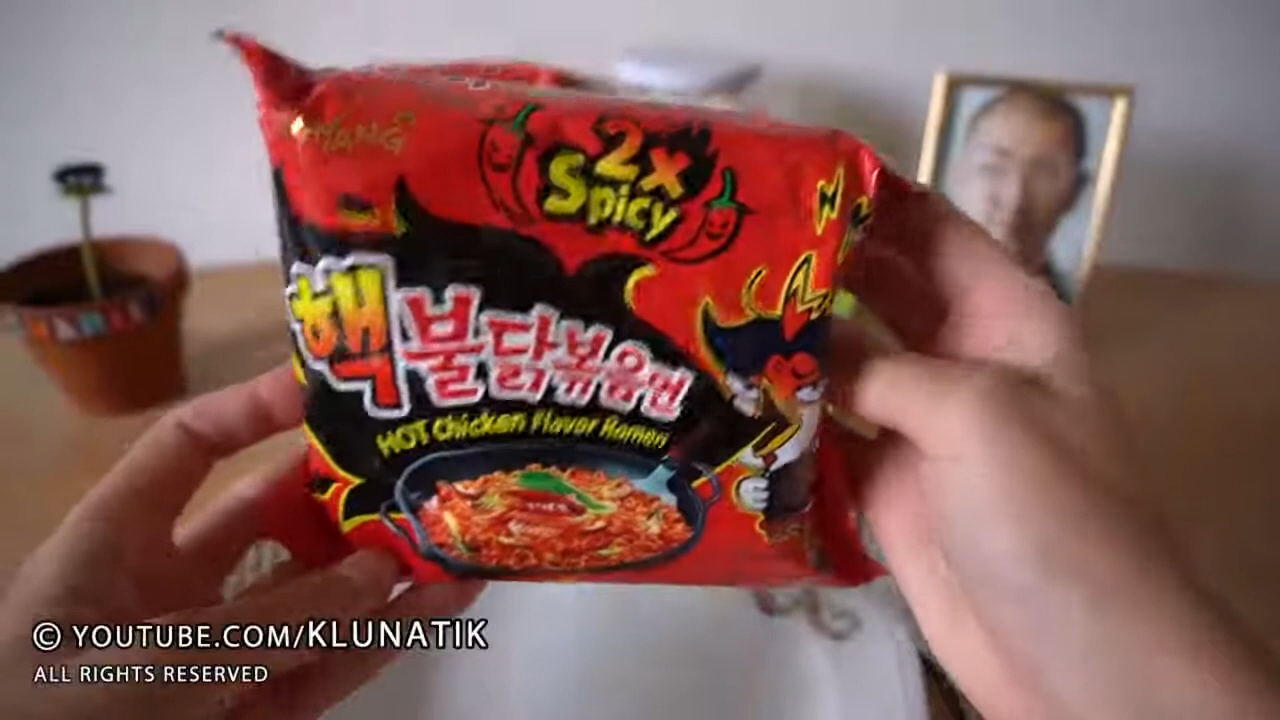 2x
Spicy
핵불닭볶음면
HOT Chicken Flavor Ramen
© YOUTUBE.COM/KLUNATIK
ALL RIGHTS RESERVED